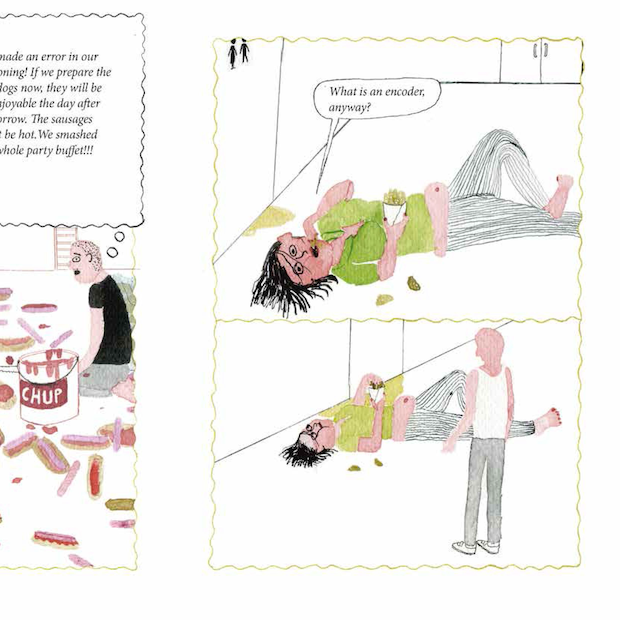 made an error in our
oning! If we prepare the
dogs now, they will be
njoyable the day after
orrow. The sausages
t be hot. We smashed
whole party buffet!!!
CHUP
What is an encoder,
anyway?